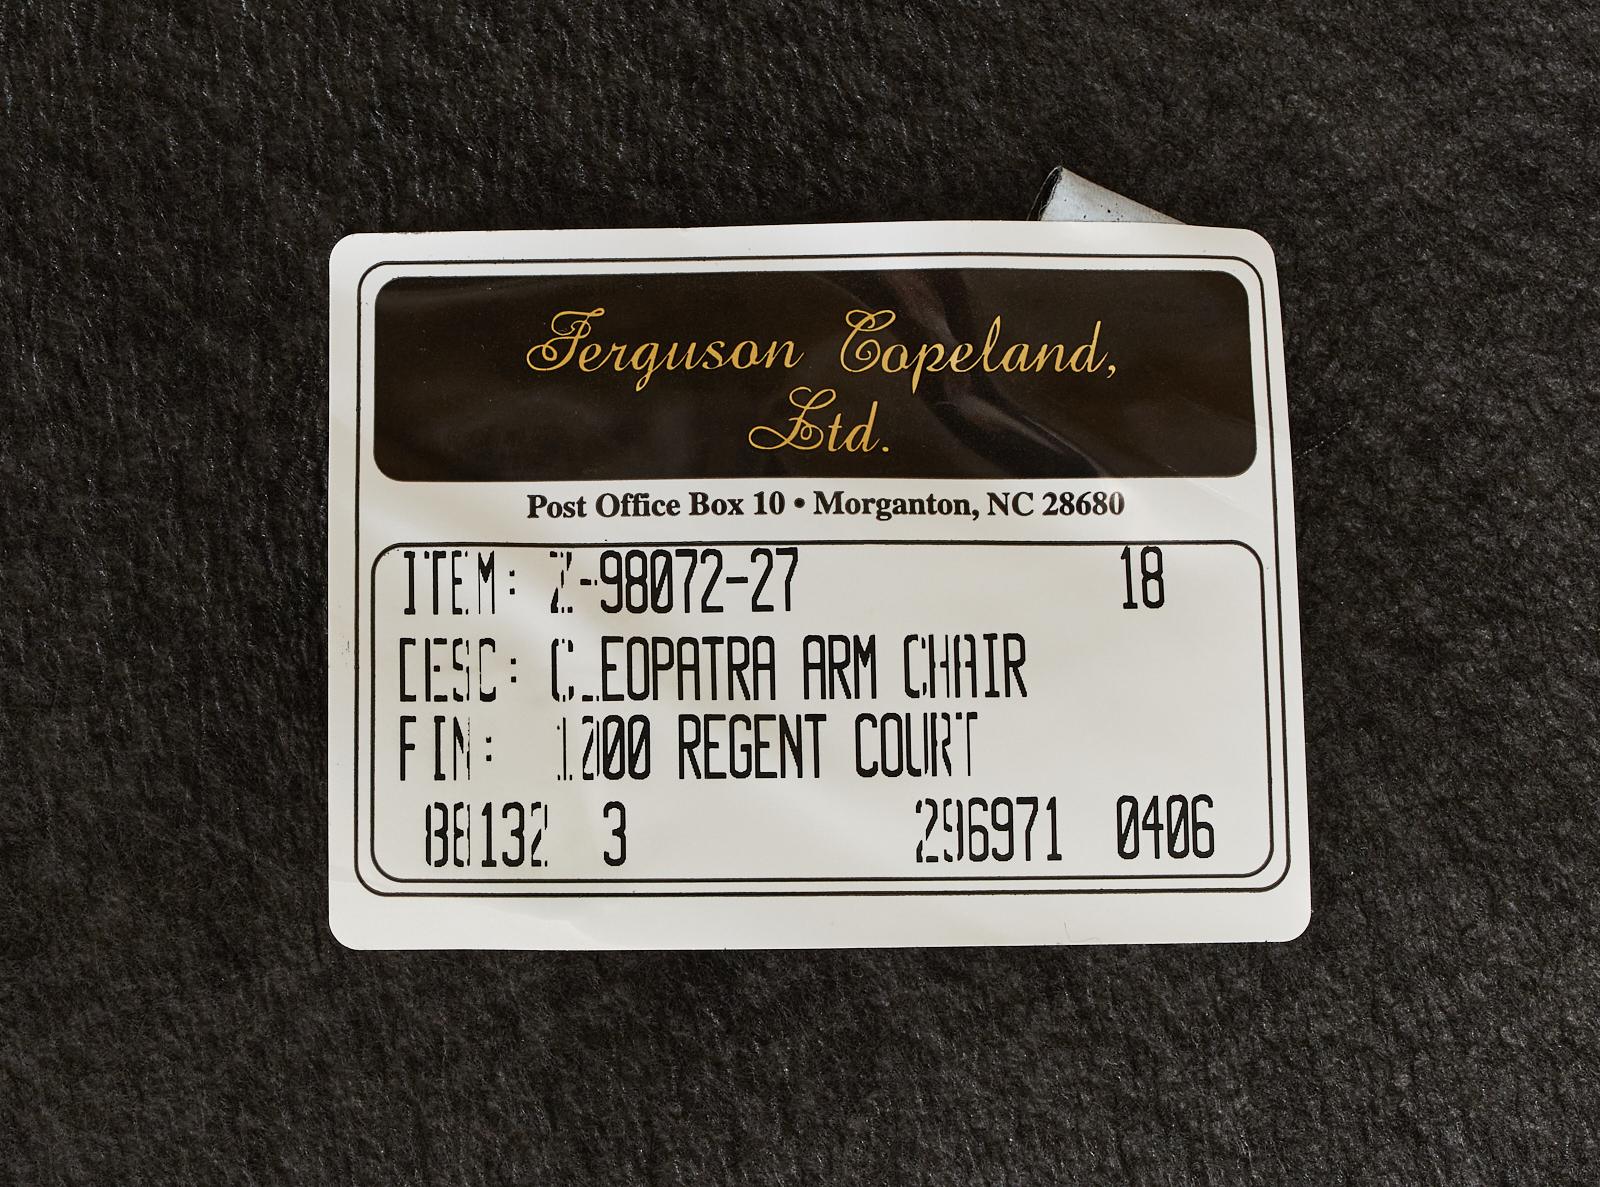 Ferguson Copeland,
Ltd.
Post Office Box 10 • Morganton, NC 28680
ITEM: Z-98072-27 18
DESC: CLEOPATRA ARM CHAIR
FIN: 1000 REGENT COURT
88132 3 296971 0406